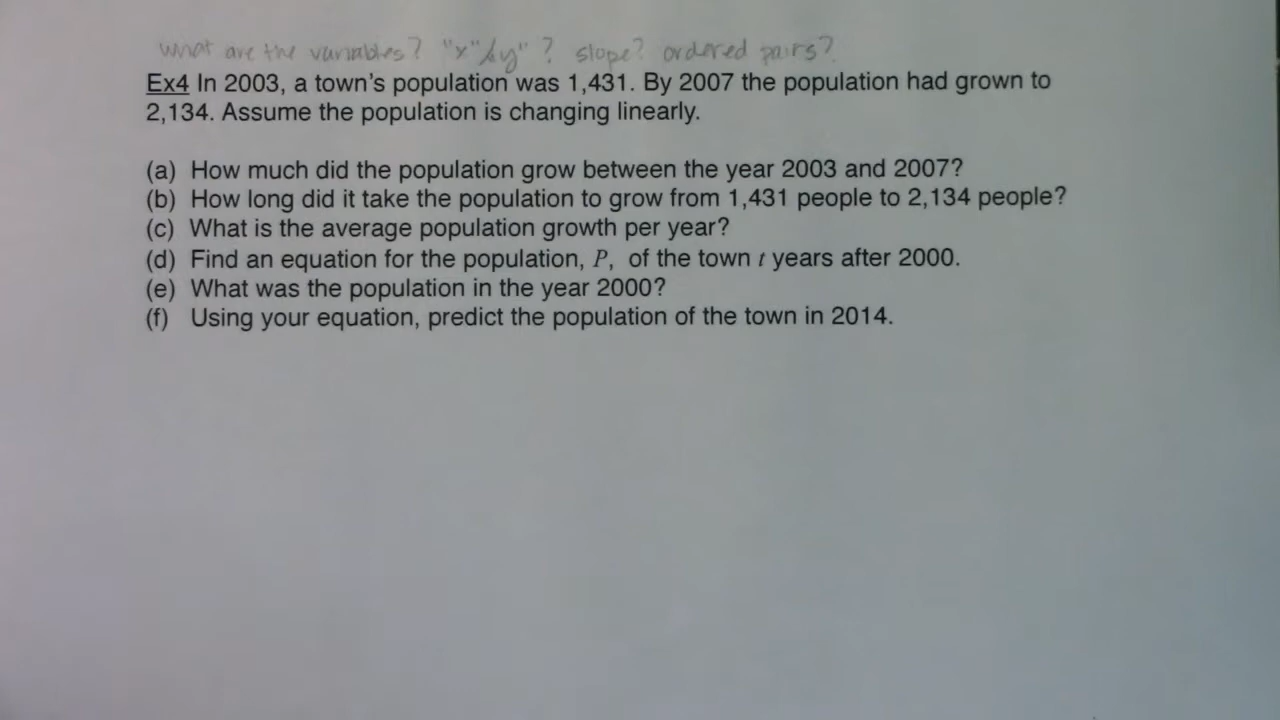 what are the variables? "x" & "y"? slope? ordered pairs?
Ex4 In 2003, a town's population was 1,431. By 2007 the population had grown to
2,134. Assume the population is changing linearly.
(a) How much did the population grow between the year 2003 and 2007?
(b) How long did it take the population to grow from 1,431 people to 2,134 people?
(c) What is the average population growth per year?
(d) Find an equation for the population, P, of the town t years after 2000.
(e) What was the population in the year 2000?
(f) Using your equation, predict the population of the town in 2014.